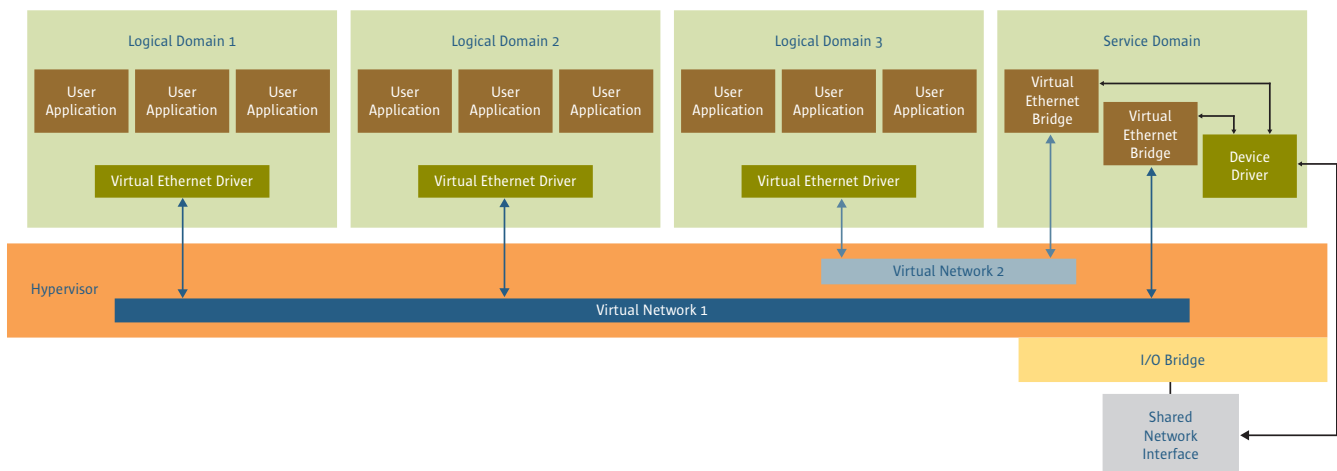 Logical Domain 1
User
Application
User
Application
User
Application
Virtual Ethernet Driver
Logical Domain 2
User
Application
User
Application
User
Application
Virtual Ethernet Driver
Logical Domain 3
User
Application
User
Application
User
Application
Virtual Ethernet Driver
Service Domain
Virtual
Ethernet
Bridge
Virtual
Ethernet
Bridge
Device
Driver
Hypervisor
Virtual Network 2
Virtual Network 1
I/O Bridge
Shared
Network
Interface